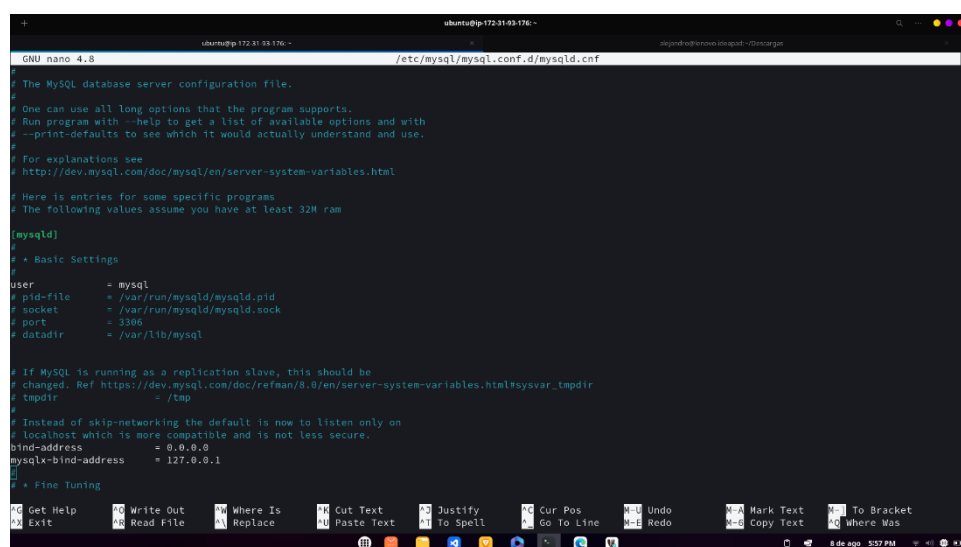 ubuntu@ip-172-31-93-176: ~
ubuntu@ip-172-31-93-176: ~
alejandro@lenovo-ideapad:~/Descargas
GNU nano 4.8 /etc/mysql/mysql.conf.d/mysqld.cnf
#
# The MySQL database server configuration file.
#
# One can use all long options that the program supports.
# Run program with --help to get a list of available options and with
# --print-defaults to see which it would actually understand and use.
#
# For explanations see
# http://dev.mysql.com/doc/mysql/en/server-system-variables.html

# Here is entries for some specific programs
# The following values assume you have at least 32M ram

[mysqld]
#
# * Basic Settings
#
user = mysql
# pid-file = /var/run/mysqld/mysqld.pid
# socket = /var/run/mysqld/mysqld.sock
# port = 3306
# datadir = /var/lib/mysql

# If MySQL is running as a replication slave, this should be
# changed. Ref https://dev.mysql.com/doc/refman/8.0/en/server-system-variables.html#sysvar_tmpdir
# tmpdir = /tmp
#
# Instead of skip-networking the default is now to listen only on
# localhost which is more compatible and is not less secure.
bind-address = 0.0.0.0
mysqlx-bind-address = 127.0.0.1
#
# * Fine Tuning
^G Get Help ^O Write Out ^W Where Is ^K Cut Text ^J Justify ^C Cur Pos M-U Undo M-A Mark Text M-] To Bracket
^X Exit ^R Read File ^\ Replace ^U Paste Text ^T To Spell ^_ Go To Line M-E Redo M-6 Copy Text ^Q Where Was
8 de ago 5:57 PM